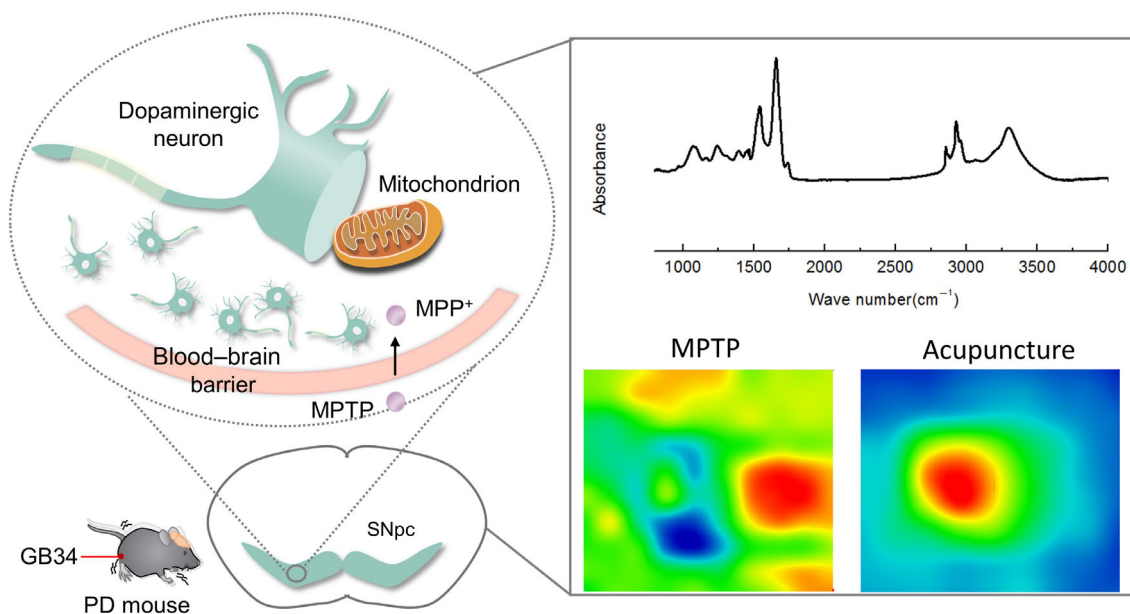 Dopaminergic
neuron
Mitochondrion
MPP⁺
Blood–brain
barrier
MPTP
SNpc
GB34
PD mouse
Absorbance
1000 1500 2000 2500 3000 3500 4000
Wave number(cm⁻¹)
MPTP Acupuncture